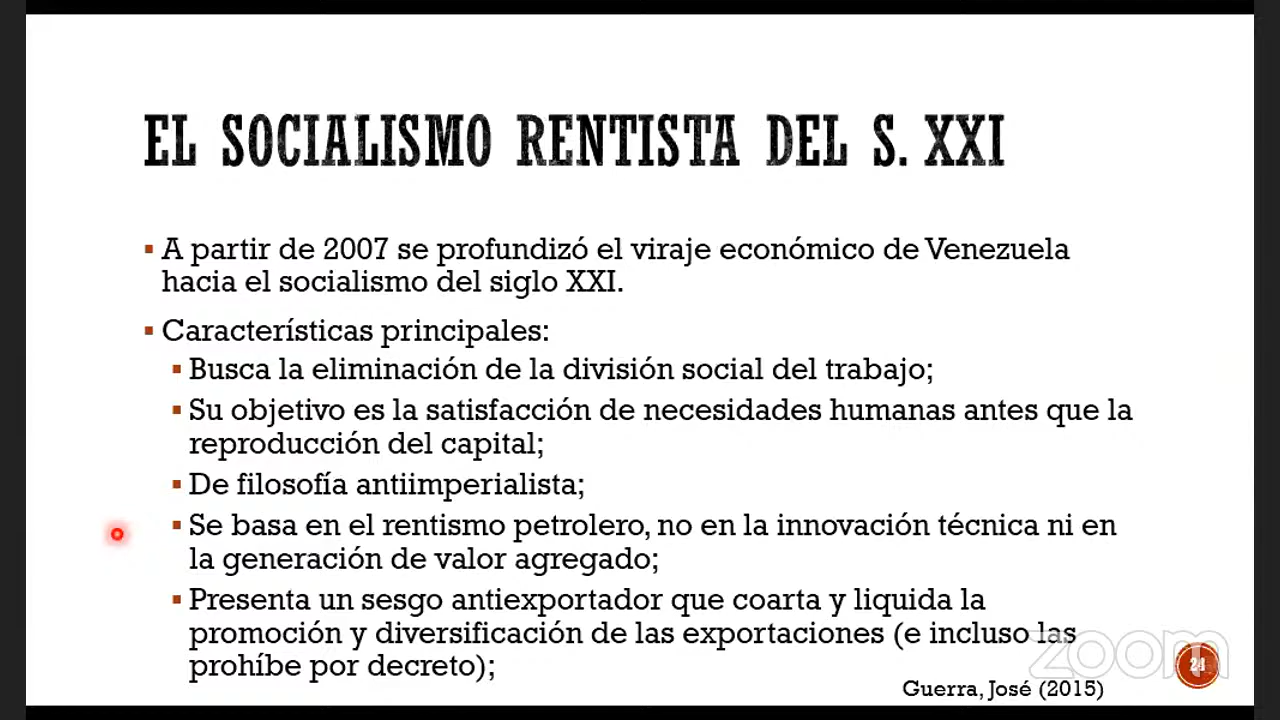 EL SOCIALISMO RENTISTA DEL S. XXI
▪ A partir de 2007 se profundizó el viraje económico de Venezuela
hacia el socialismo del siglo XXI.
▪ Características principales:
▪ Busca la eliminación de la división social del trabajo;
▪ Su objetivo es la satisfacción de necesidades humanas antes que la
reproducción del capital;
▪ De filosofía antiimperialista;
▪ Se basa en el rentismo petrolero, no en la innovación técnica ni en
la generación de valor agregado;
▪ Presenta un sesgo antiexportador que coarta y liquida la
promoción y diversificación de las exportaciones (e incluso las
prohíbe por decreto);
zoom
24
Guerra, José (2015)